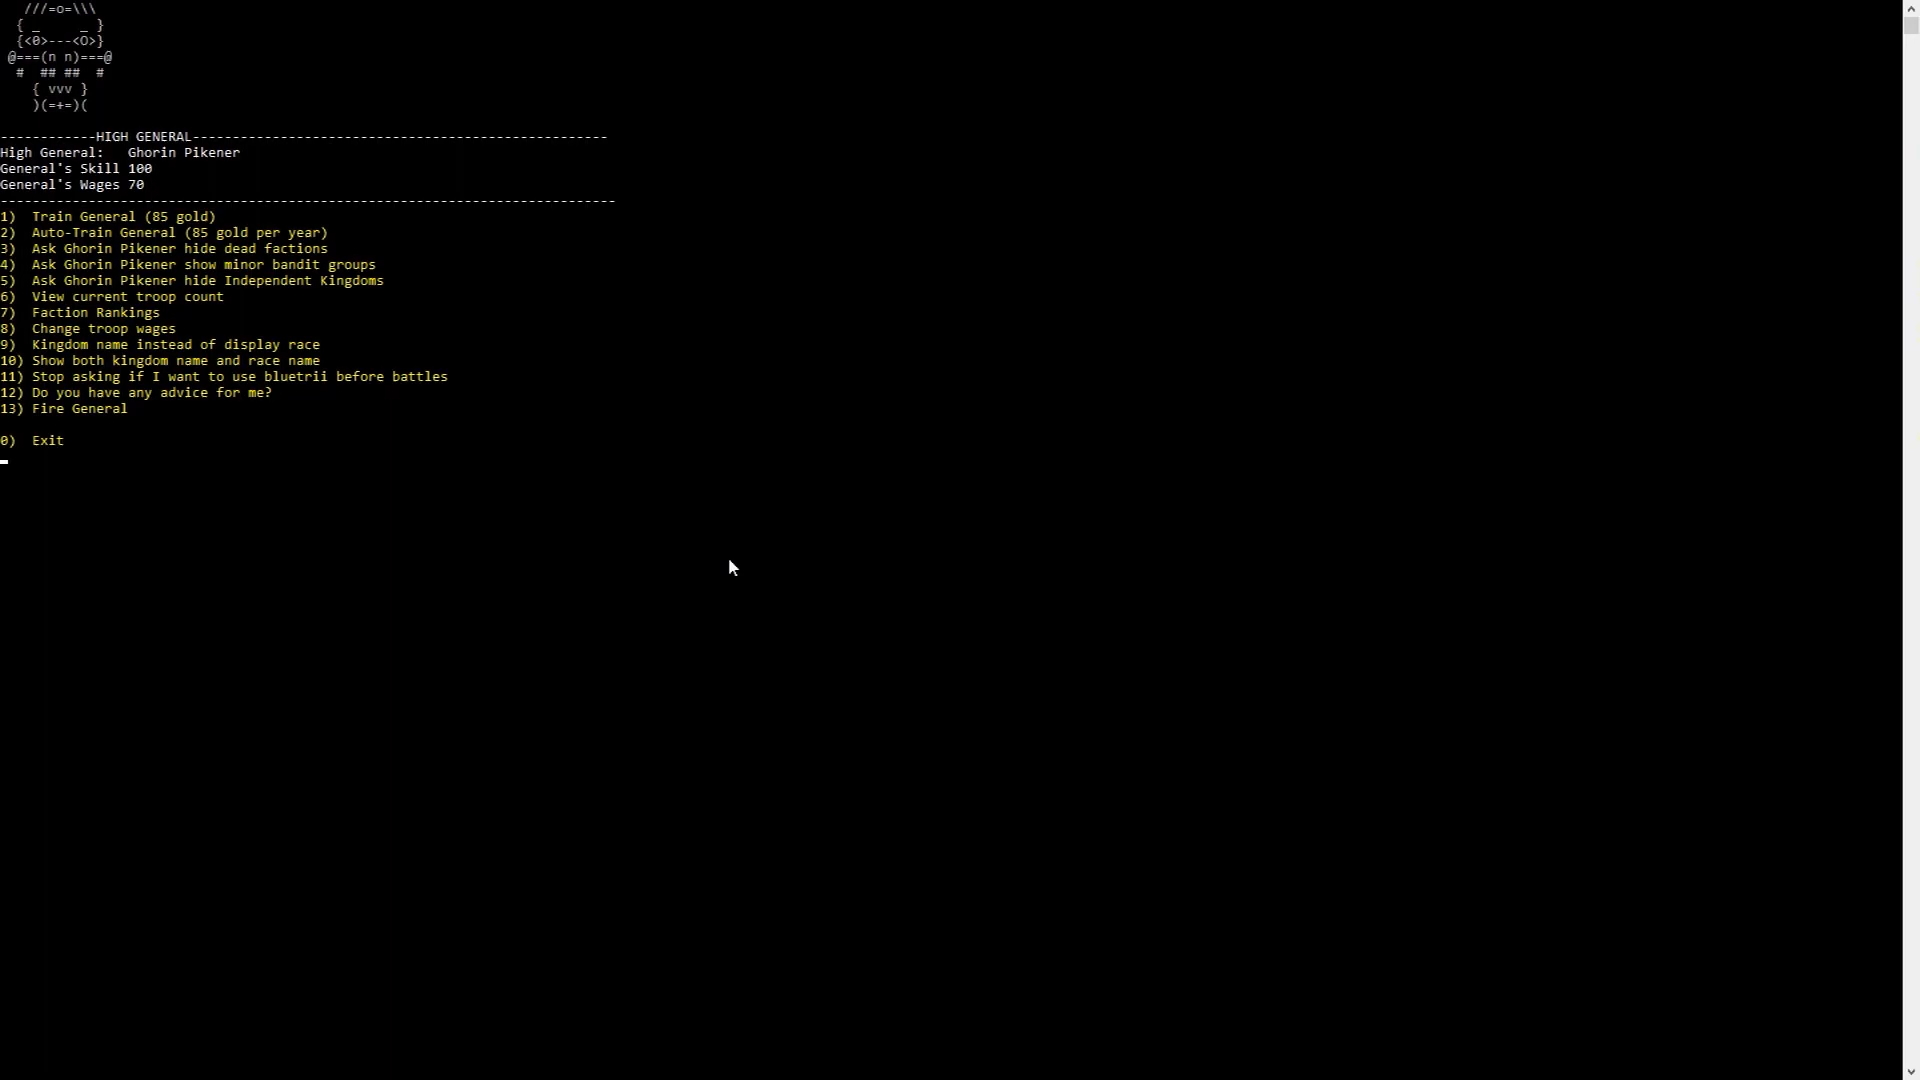 ///=o=\\\
  { _     _ }
  {<0>---<O>}
 @===(n n)===@
  #  ## ##  #
    { vvv }
    )(=+=)(
------------HIGH GENERAL----------------------------------------------------
High General:   Ghorin Pikener
General's Skill 100
General's Wages 70
-----------------------------------------------------------------------------
1)  Train General (85 gold)
2)  Auto-Train General (85 gold per year)
3)  Ask Ghorin Pikener hide dead factions
4)  Ask Ghorin Pikener show minor bandit groups
5)  Ask Ghorin Pikener hide Independent Kingdoms
6)  View current troop count
7)  Faction Rankings
8)  Change troop wages
9)  Kingdom name instead of display race
10) Show both kingdom name and race name
11) Stop asking if I want to use bluetrii before battles
12) Do you have any advice for me?
13) Fire General
0)  Exit